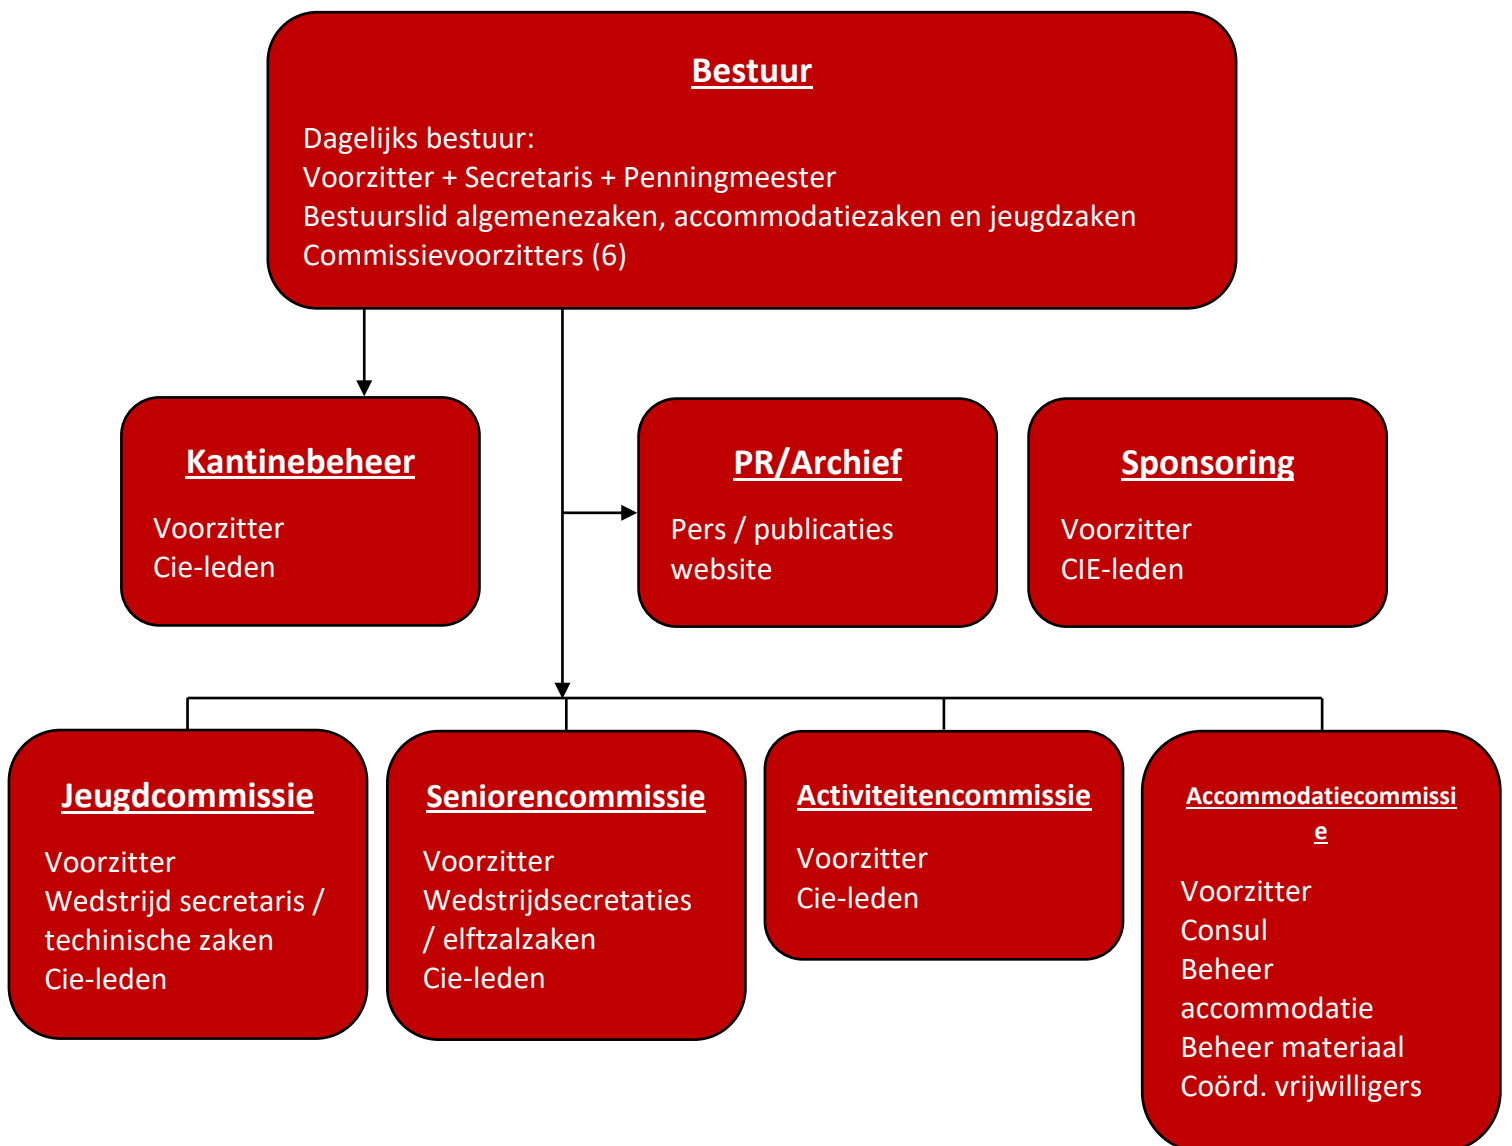 Bestuur
Dagelijks bestuur:
Voorzitter + Secretaris + Penningmeester
Bestuurslid algemenezaken, accommodatiezaken en jeugdzaken
Commissievoorzitters (6)
Kantinebeheer
Voorzitter
Cie-leden
PR/Archief
Pers / publicaties
website
Sponsoring
Voorzitter
CIE-leden
Jeugdcommissie
Voorzitter
Wedstrijd secretaris /
techinische zaken
Cie-leden
Seniorencommissie
Voorzitter
Wedstrijdsecretaties
/ elftzalzaken
Cie-leden
Activiteitencommissie
Voorzitter
Cie-leden
Accommodatiecommissi
e
Voorzitter
Consul
Beheer
accommodatie
Beheer materiaal
Coörd. vrijwilligers